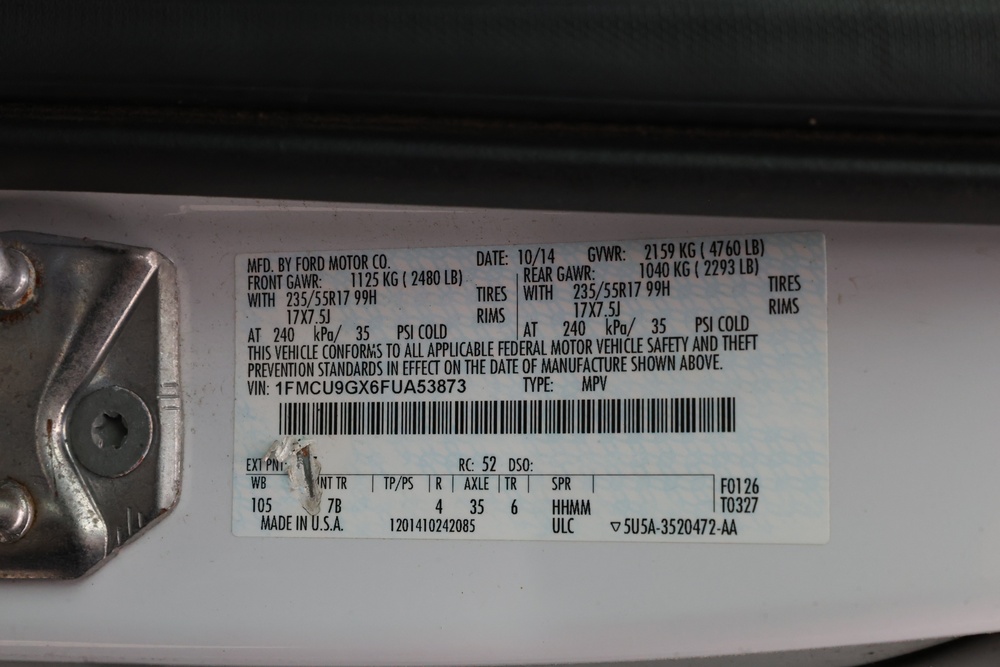 MFD. BY FORD MOTOR CO. DATE: 10/14 GVWR: 2159 KG ( 4760 LB)
FRONT GAWR: 1125 KG ( 2480 LB) REAR GAWR: 1040 KG ( 2293 LB)
WITH 235/55R17 99H TIRES WITH 235/55R17 99H TIRES
17X7.5J RIMS 17X7.5J RIMS
AT 240 kPa/ 35 PSI COLD AT 240 kPa/ 35 PSI COLD
THIS VEHICLE CONFORMS TO ALL APPLICABLE FEDERAL MOTOR VEHICLE SAFETY AND THEFT
PREVENTION STANDARDS IN EFFECT ON THE DATE OF MANUFACTURE SHOWN ABOVE.
VIN: 1FMCU9GX6FUA53873 TYPE: MPV
EXT PNT: RC: 52 DSO:
WB INT TR TP/PS R AXLE TR SPR F0126
105 7B 4 35 6 HHMM T0327
MADE IN U.S.A. 1201410242085 ULC ▽5U5A-3520472-AA